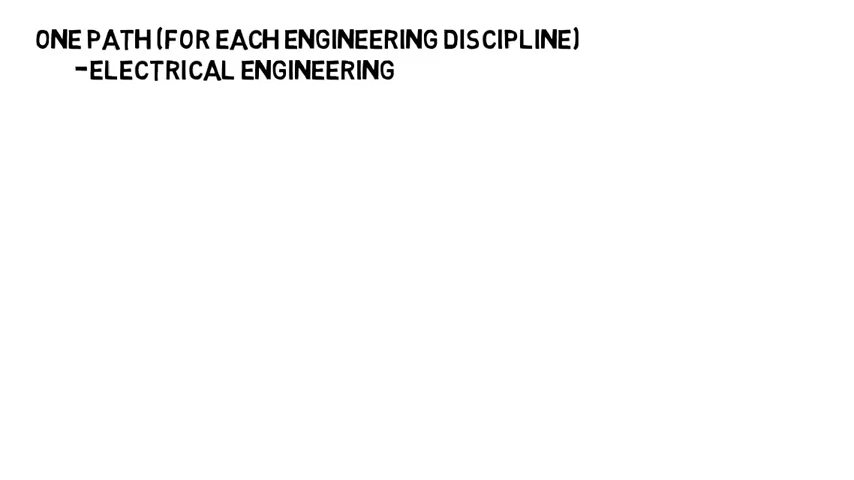 ONE PATH (FOR EACH ENGINEERING DISCIPLINE)
-ELECTRICAL ENGINEERING